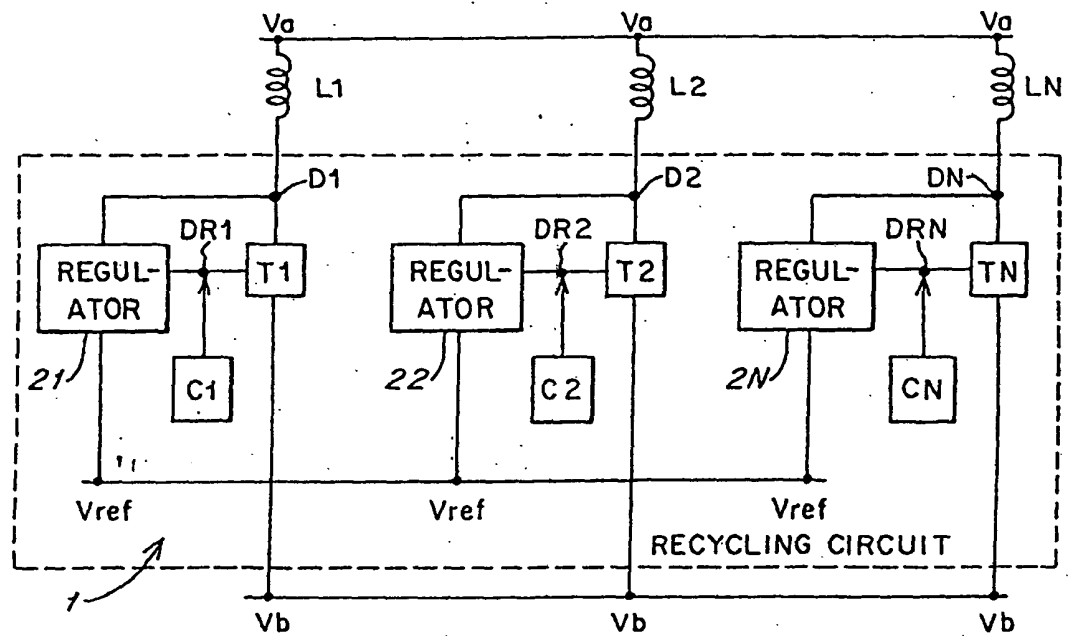 Va Va Va
L1 L2 LN
D1 D2 DN
DR1 DR2 DRN
REGUL-
ATOR
T1
REGUL-
ATOR
T2
REGUL-
ATOR
TN
21 C1 22 C2 2N CN
Vref Vref Vref
RECYCLING CIRCUIT
1
Vb Vb Vb